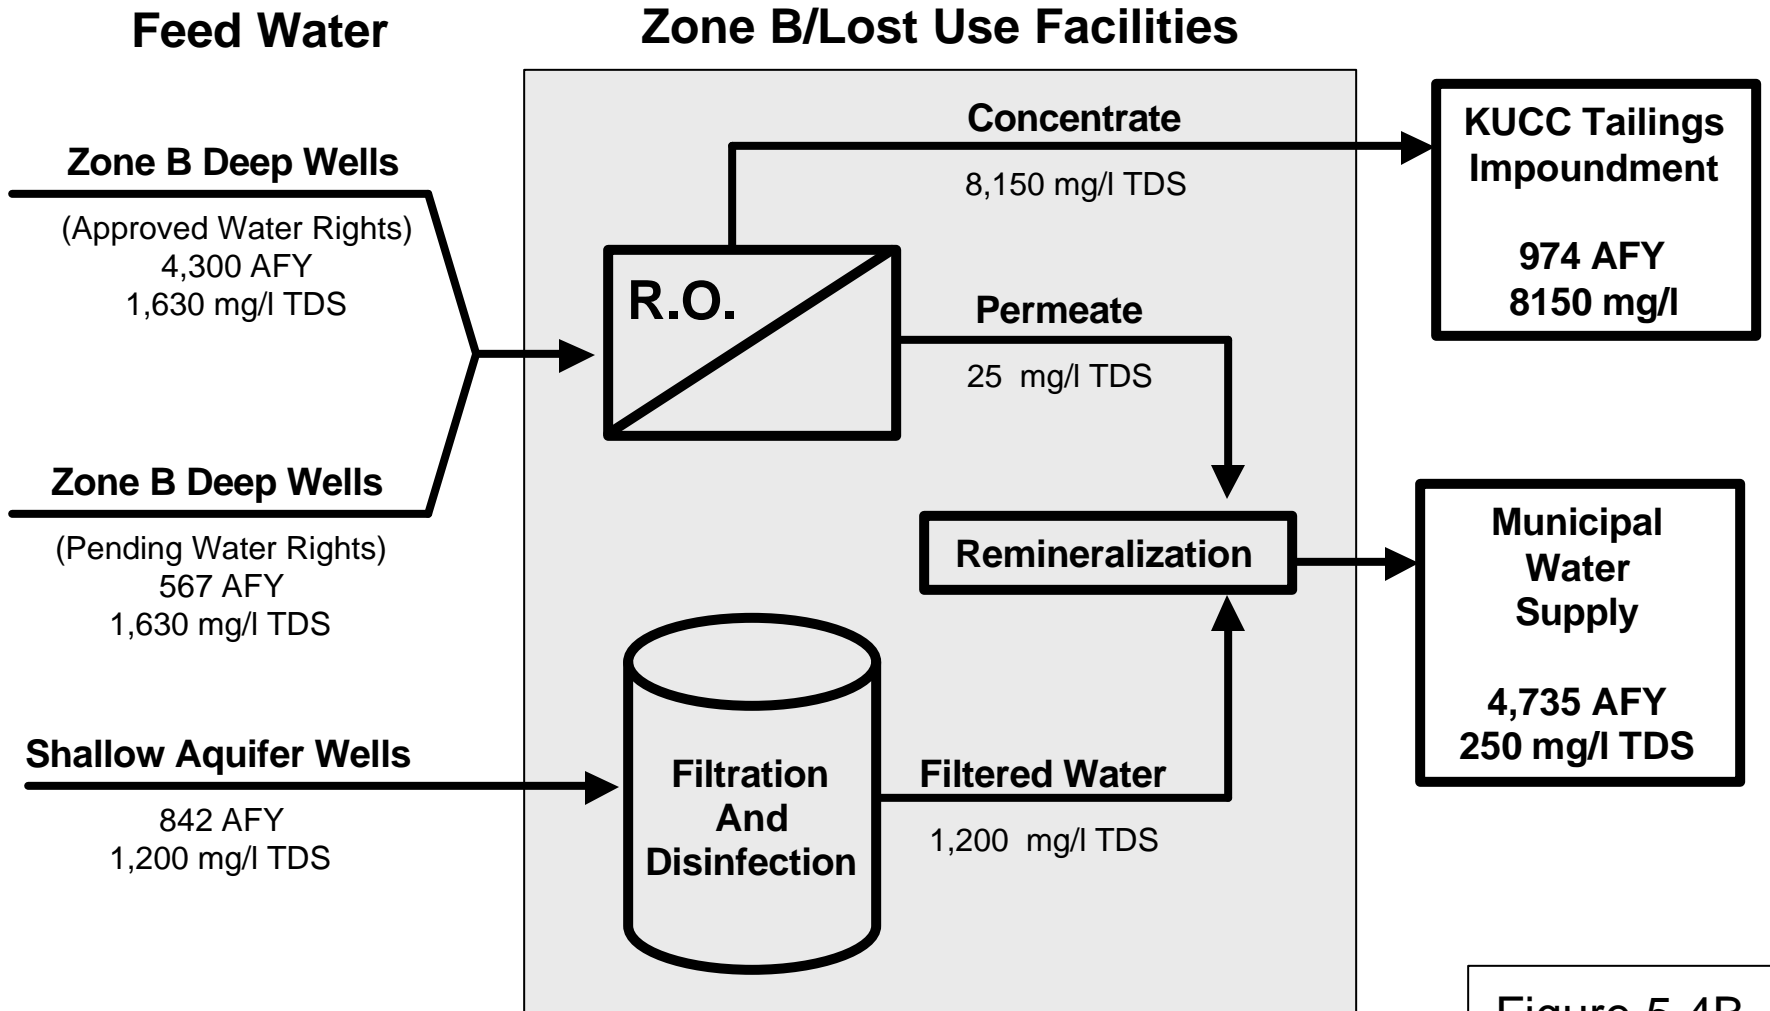 Feed Water
Zone B/Lost Use Facilities
Zone B Deep Wells
(Approved Water Rights)
4,300 AFY
1,630 mg/l TDS
Zone B Deep Wells
(Pending Water Rights)
567 AFY
1,630 mg/l TDS
Shallow Aquifer Wells
842 AFY
1,200 mg/l TDS
Concentrate
8,150 mg/l TDS
R.O.
Permeate
25 mg/l TDS
Remineralization
Filtration
And
Disinfection
Filtered Water
1,200 mg/l TDS
KUCC Tailings
Impoundment
974 AFY
8150 mg/l
Municipal
Water
Supply
4,735 AFY
250 mg/l TDS
Figure 5.4B